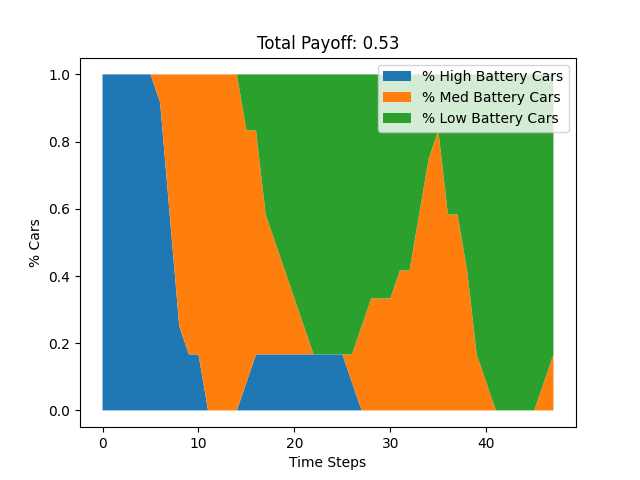 Total Payoff: 0.53
% High Battery Cars
% Med Battery Cars
% Low Battery Cars
1.0
0.8
0.6
0.4
0.2
0.0
% Cars
0 10 20 30 40
Time Steps